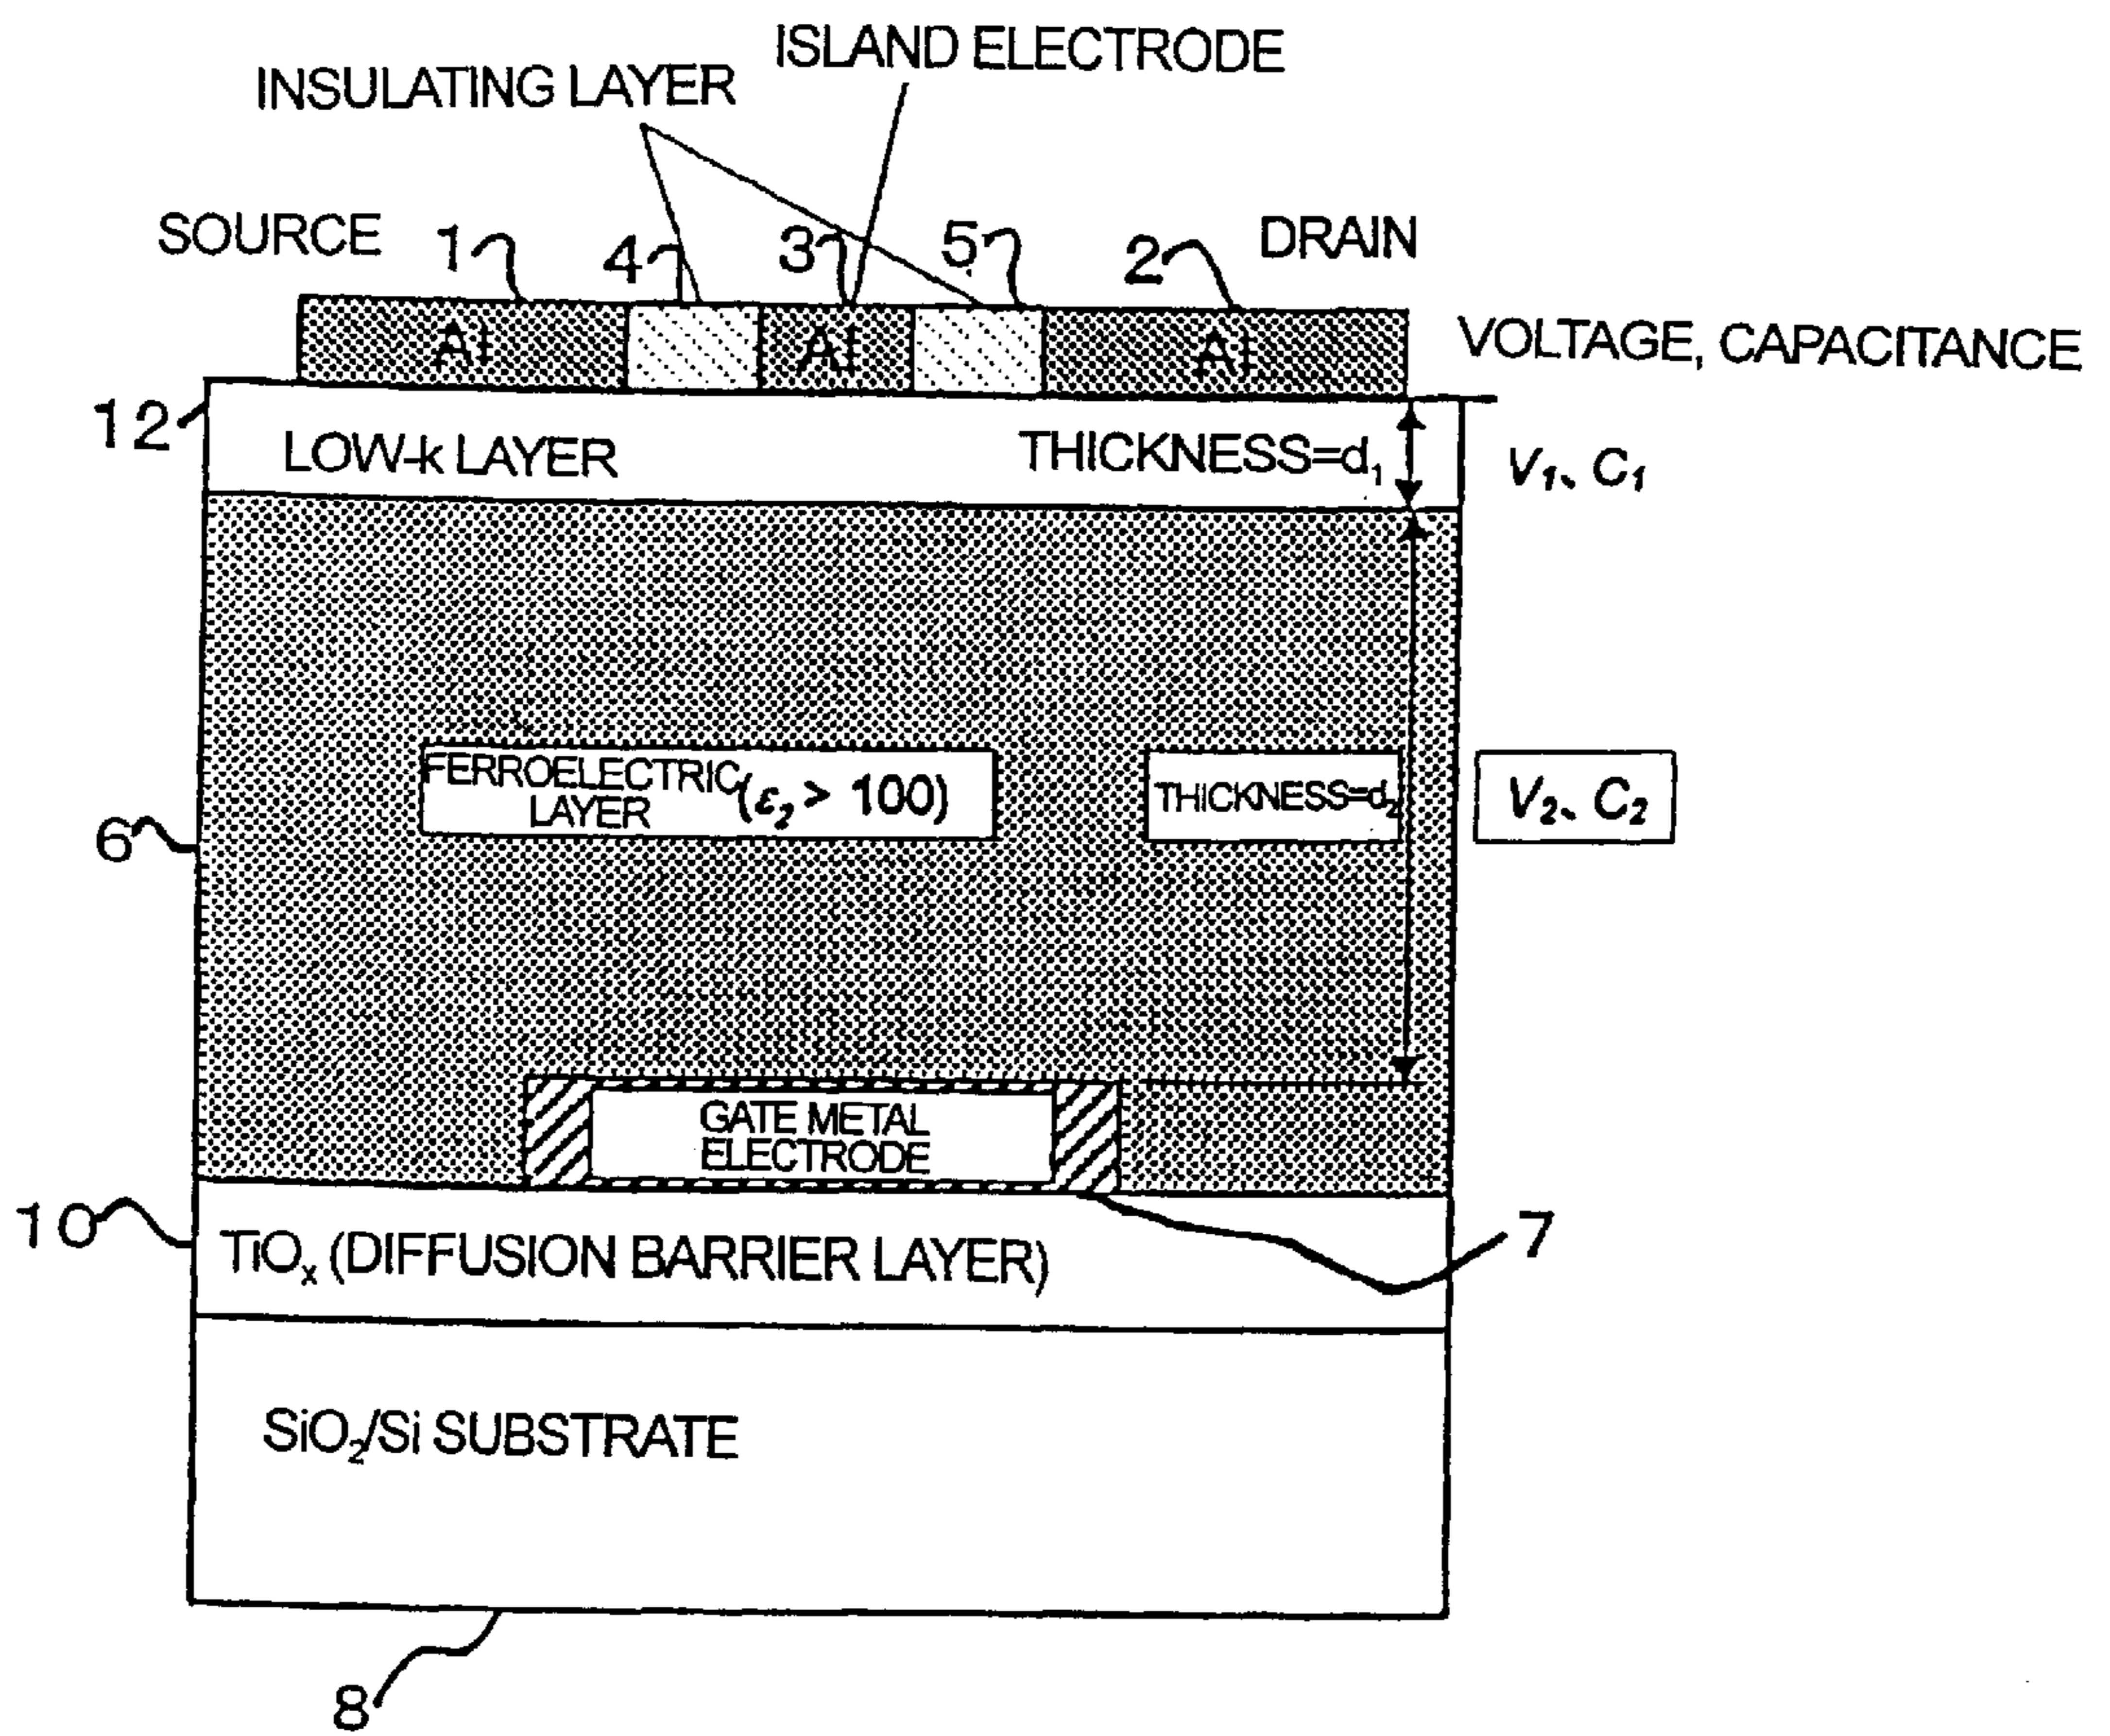 ISLAND ELECTRODE
INSULATING LAYER
SOURCE 1 4 3 5 2 DRAIN
Al Al Al
VOLTAGE, CAPACITANCE
12
LOW-k LAYER THICKNESS=d₁ V₁、C₁
FERROELECTRIC
LAYER (ε₂ > 100)
THICKNESS=d₂
V₂、C₂
6
GATE METAL
ELECTRODE
10
7
TiOₓ (DIFFUSION BARRIER LAYER)
SiO₂/Si SUBSTRATE
8